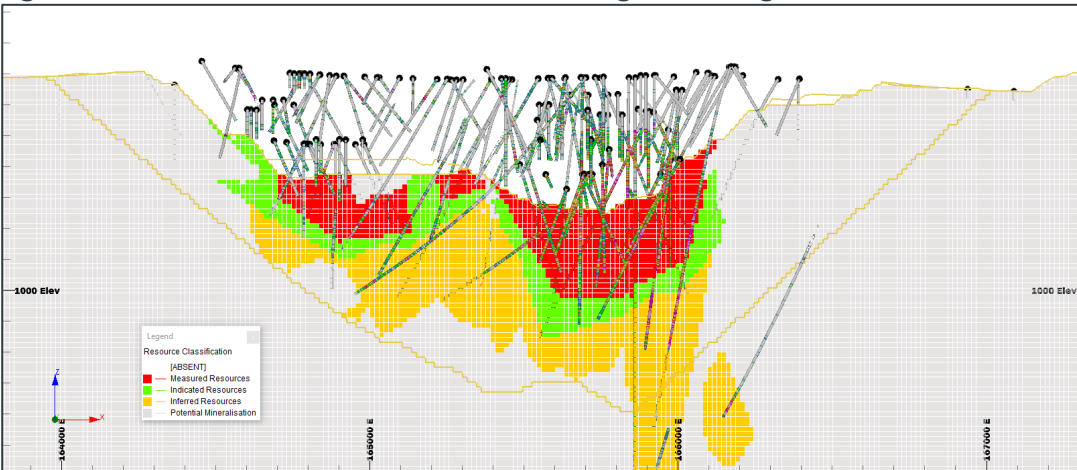 1000 Elev
1000 Elev
Legend
Resource Classification
[ABSENT]
Measured Resources
Indicated Resources
Inferred Resources
Potential Mineralisation
Z
X
164000 E
165000 E
166000 E
167000 E